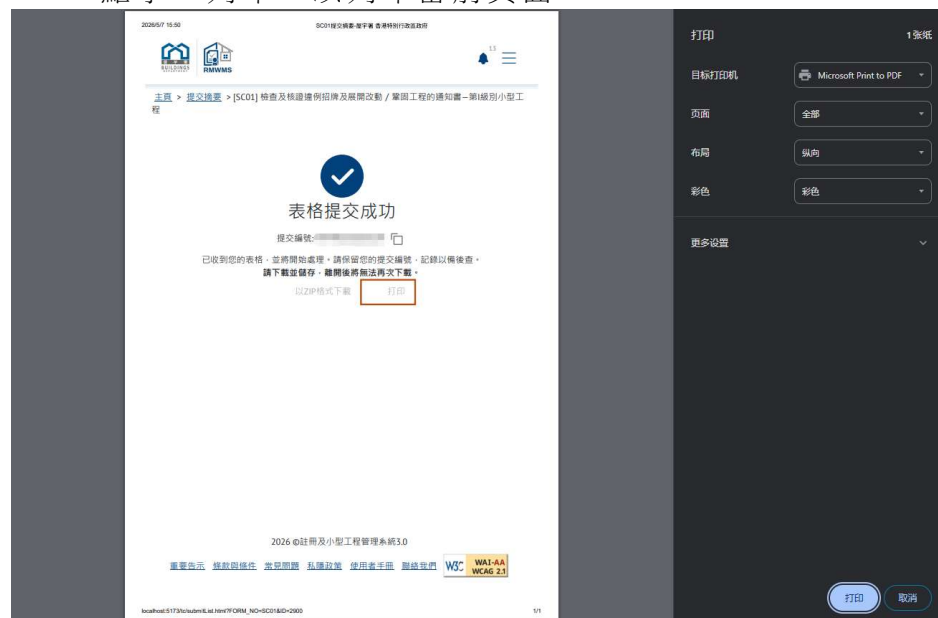 2026/5/7 15:50
SC01提交摘要-屋宇署 香港特別行政區政府
打印
1 张纸
屋宇署
BUILDINGS
DEPARTMENT
RMWMS
13
目标打印机
Microsoft Print to PDF
主頁 > 提交摘要 > [SC01] 檢查及核證違例招牌及展開改動 / 鞏固工程的通知書–第I級別小型工
程
页面
全部
布局
纵向
彩色
彩色
表格提交成功
提交編號:
更多设置
已收到您的表格，並將開始處理。請保留您的提交編號，記錄以備後查。
請下載並儲存，離開後將無法再次下載。
以ZIP格式下載
打印
2026 ©註冊及小型工程管理系統3.0
重要告示 條款與條件 常見問題 私隱政策 使用者手冊 聯絡我們
W3C WAI-AA
WCAG 2.1
打印
取消
localhost:5173/tc/submitList.html?FORM_NO=SC01&ID=2900
1/1